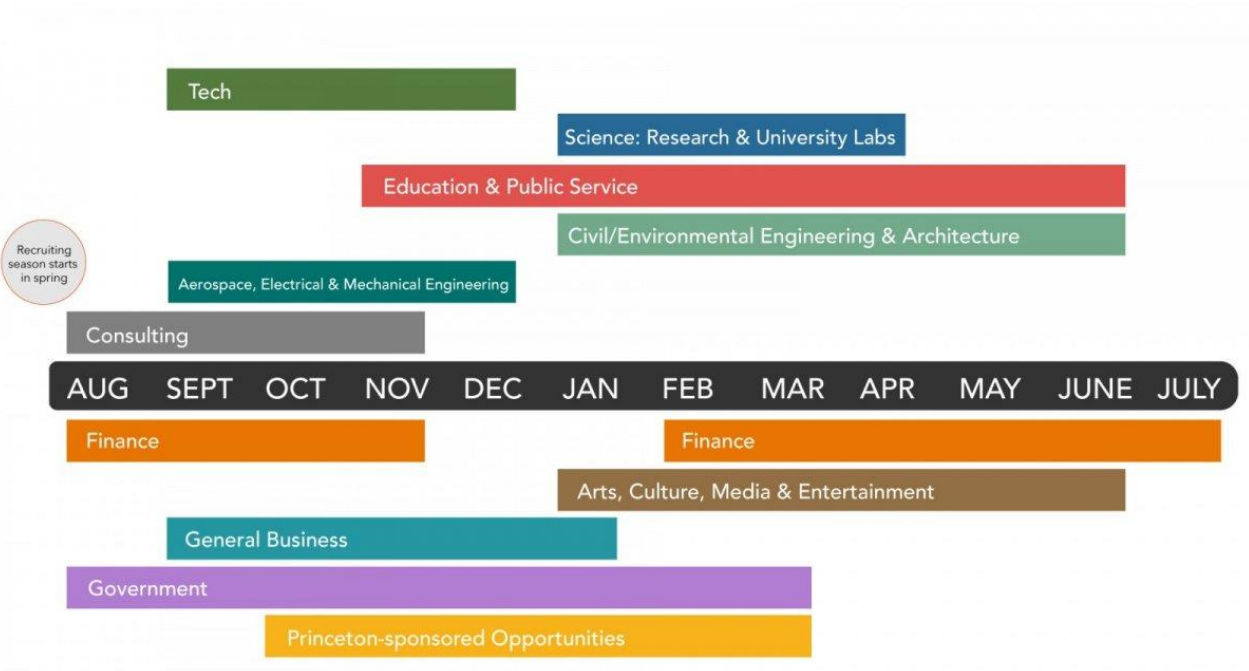 Tech
Science: Research & University Labs
Education & Public Service
Civil/Environmental Engineering & Architecture
Recruiting
season starts
in spring
Aerospace, Electrical & Mechanical Engineering
Consulting
AUG SEPT OCT NOV DEC JAN FEB MAR APR MAY JUNE JULY
Finance Finance
Arts, Culture, Media & Entertainment
General Business
Government
Princeton-sponsored Opportunities